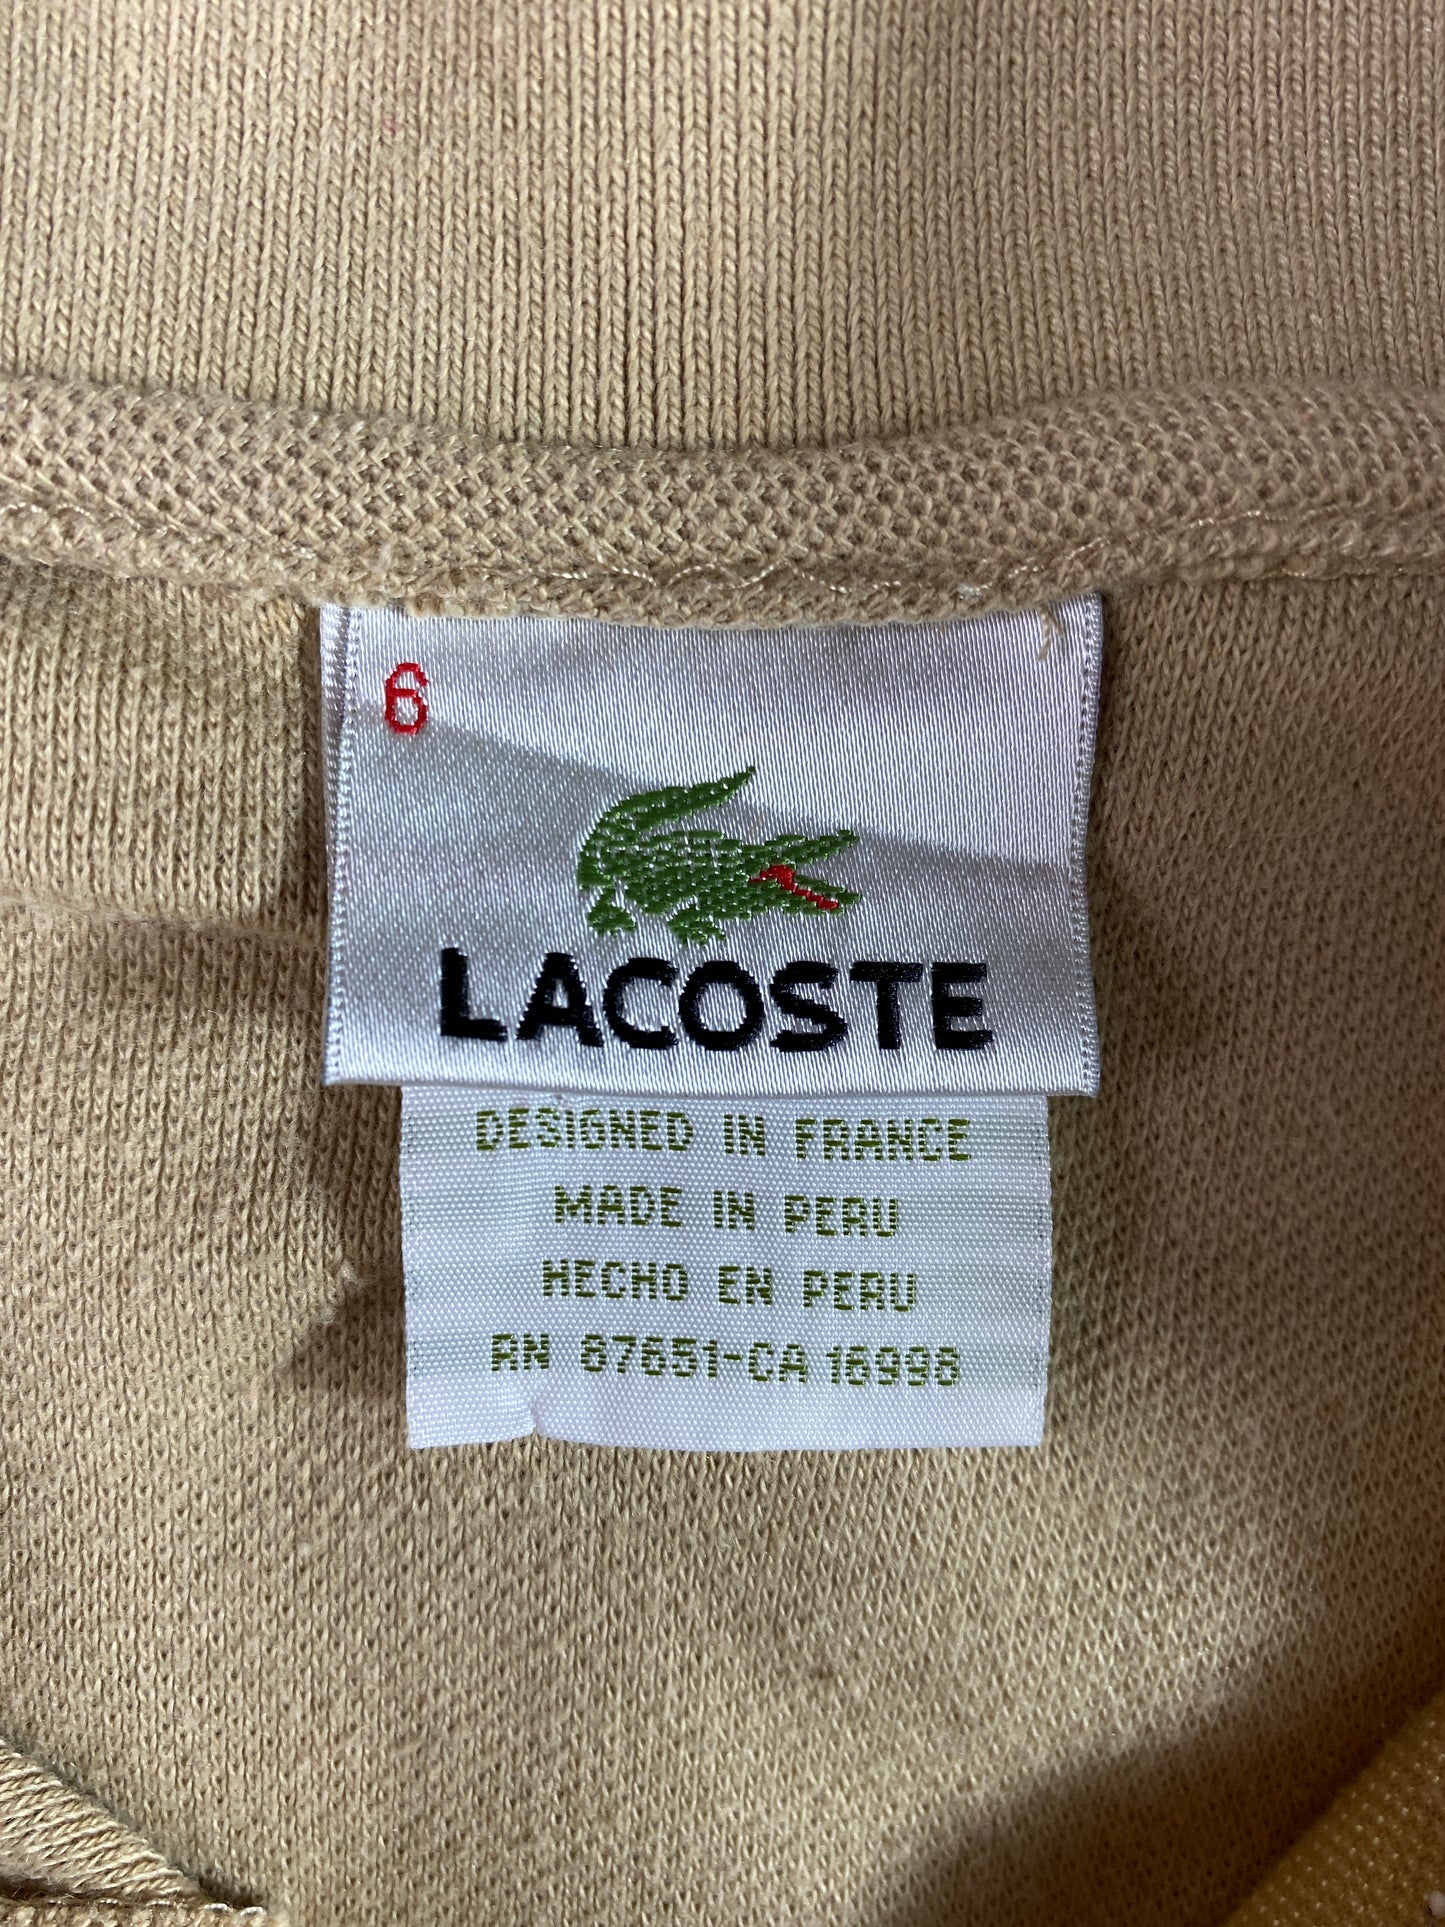 6
LACOSTE
DESIGNED IN FRANCE
MADE IN PERU
HECHO EN PERU
RN 87651-CA 16998